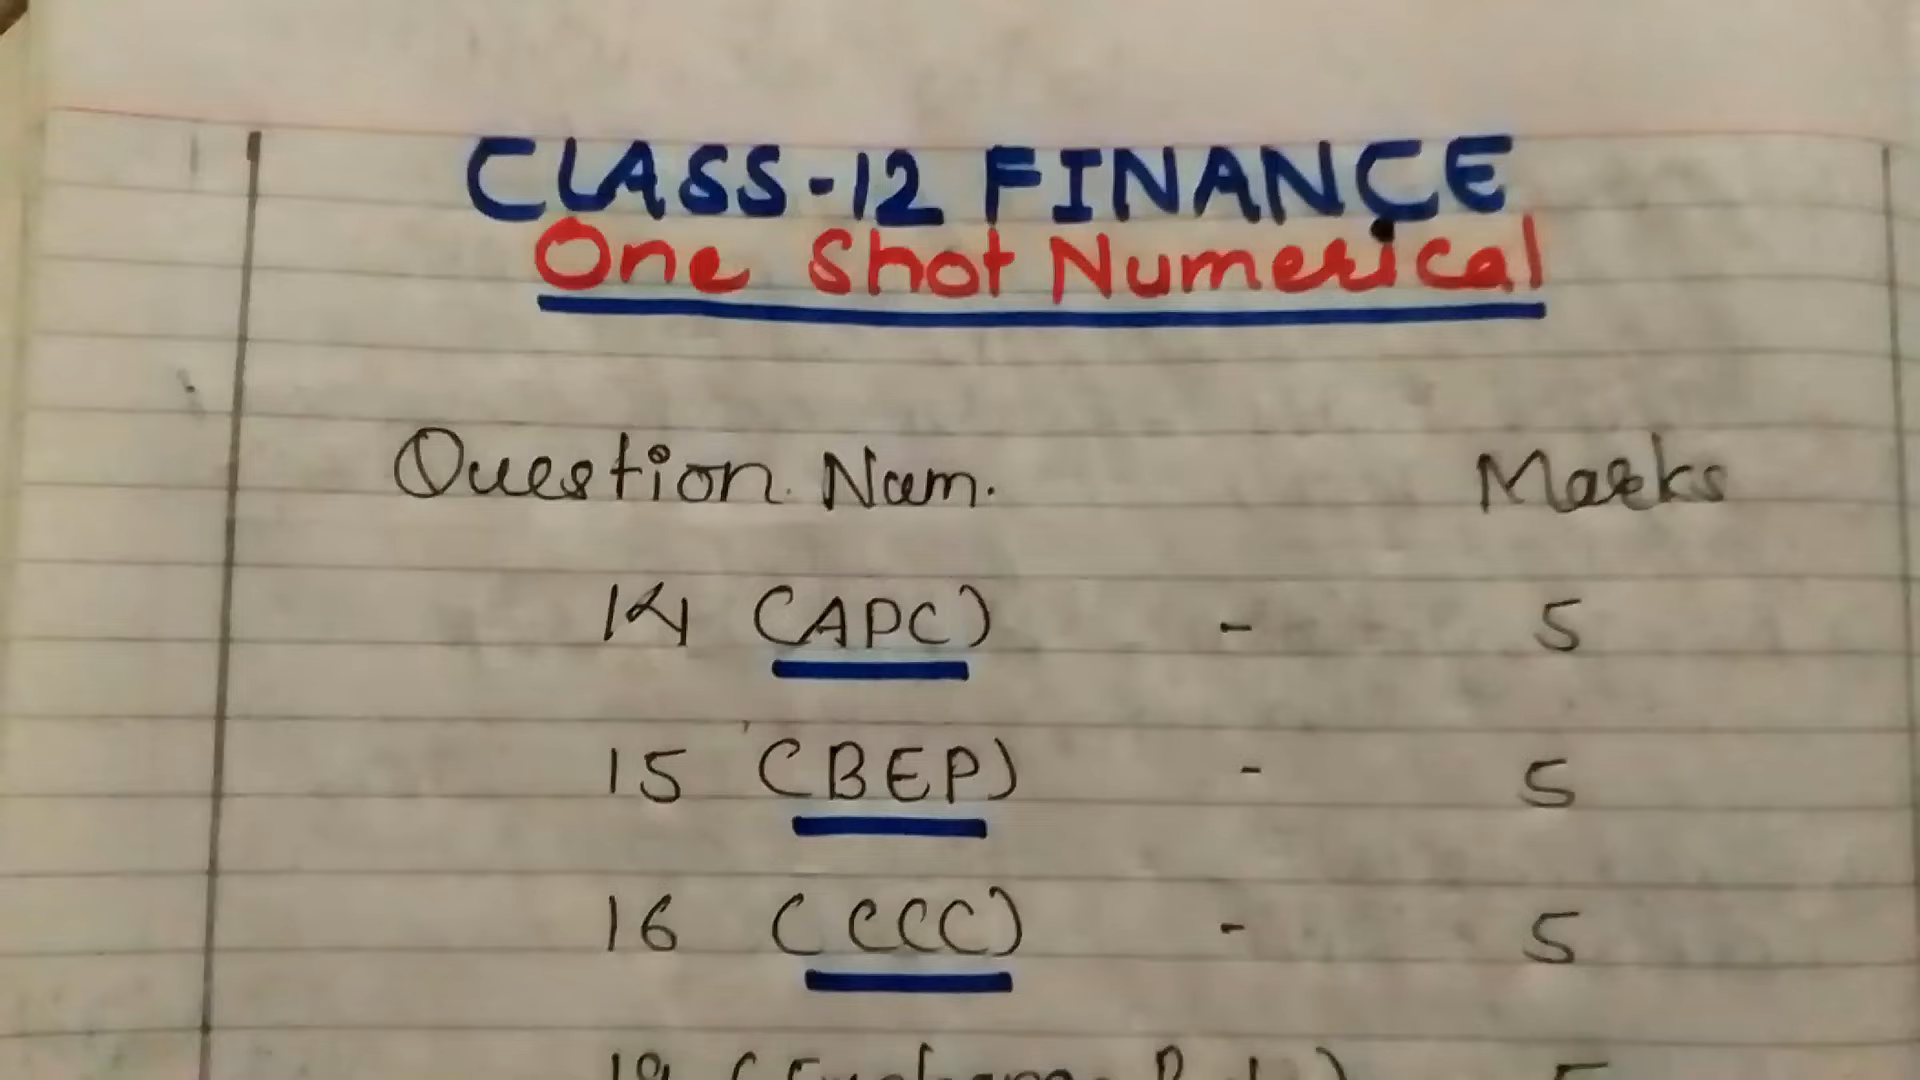 CLASS-12 FINANCE
One Shot Numerical
Question Num. Marks
14 (APC) - 5
15 (BEP) - 5
16 (CCC) - 5